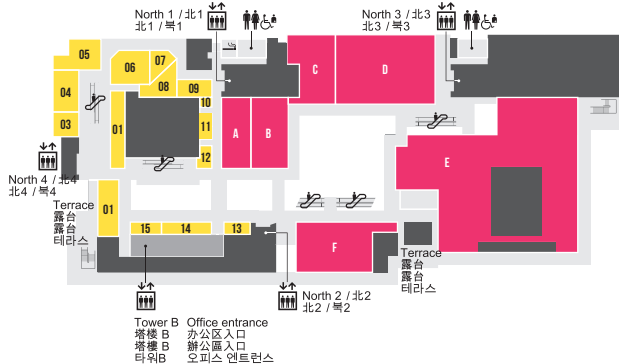 North 1 / 北1
北1 / 북1
North 3 / 北3
北3 / 북3
05
06
07
08
09
04
03
10
11
12
01
A
B
C
D
E
North 4 / 北4
北4 / 북4
Terrace
露台
露台
테라스
01
15
14
13
F
Terrace
露台
露台
테라스
North 2 / 北2
北2 / 북2
Tower B
塔楼 B
塔樓 B
타워B
Office entrance
办公区入口
辦公區入口
오피스 엔트런스